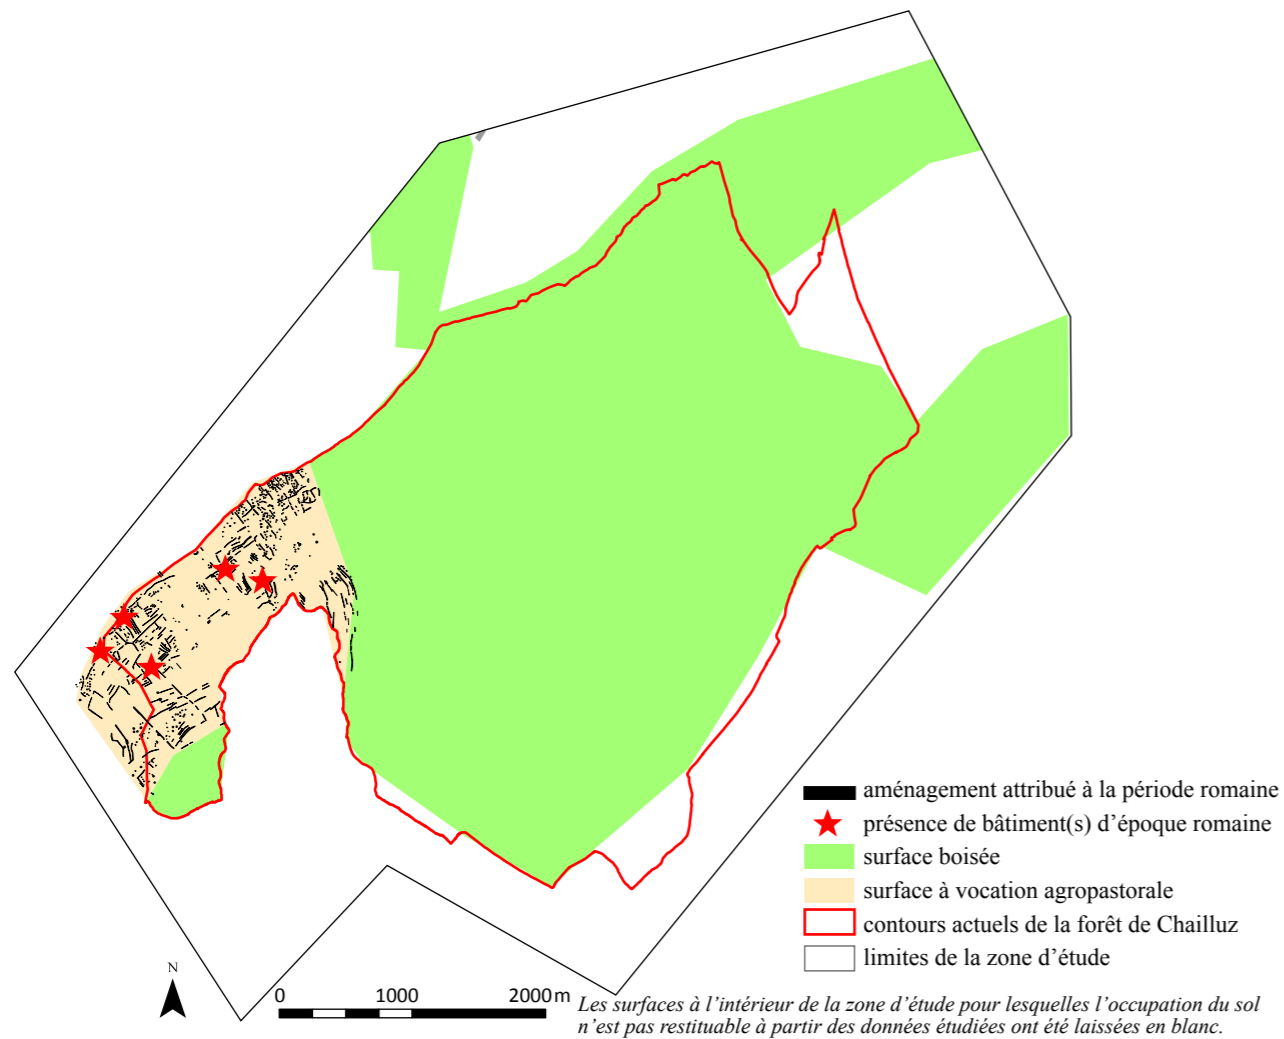 aménagement attribué à la période romaine
présence de bâtiment(s) d'époque romaine
surface boisée
surface à vocation agropastorale
contours actuels de la forêt de Chailluz
limites de la zone d'étude
N
0 1000 2000 m
Les surfaces à l'intérieur de la zone d'étude pour lesquelles l'occupation du sol
n'est pas restituable à partir des données étudiées ont été laissées en blanc.